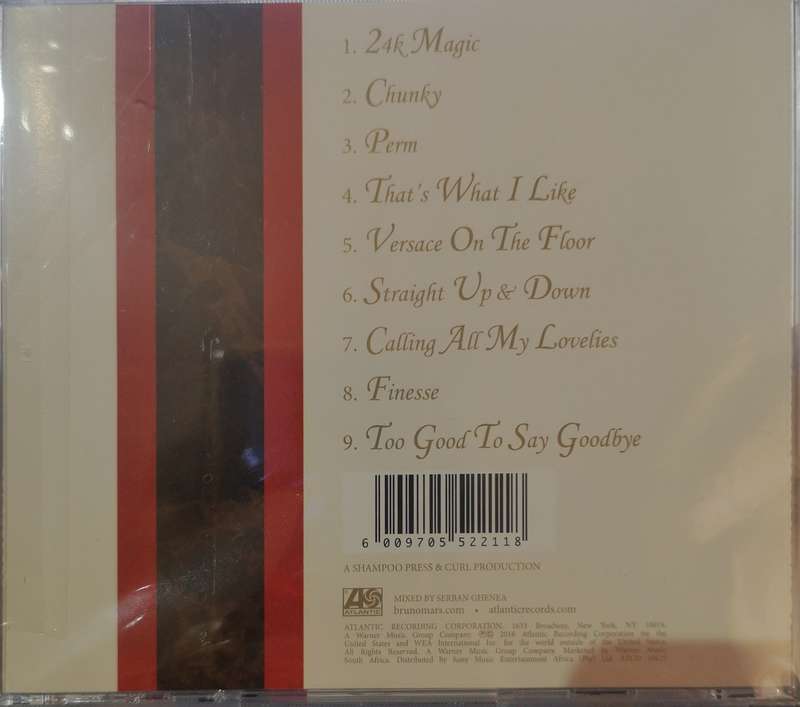 1. 24k Magic
2. Chunky
3. Perm
4. That's What I Like
5. Versace On The Floor
6. Straight Up & Down
7. Calling All My Lovelies
8. Finesse
9. Too Good To Say Goodbye
6 009705 522118
A SHAMPOO PRESS & CURL PRODUCTION
ATLANTIC
MIXED BY SERBAN GHENEA
brunomars.com • atlanticrecords.com
ATLANTIC RECORDING CORPORATION. 1633 Broadway, New York, NY 10019.
A Warner Music Group Company. ℗© 2016 Atlantic Recording Corporation for the
United States and WEA International Inc. for the world outside of the United States.
All Rights Reserved. A Warner Music Group Company. Marketed by Warner Music
South Africa. Distributed by Sony Music Entertainment Africa (Pty) Ltd.